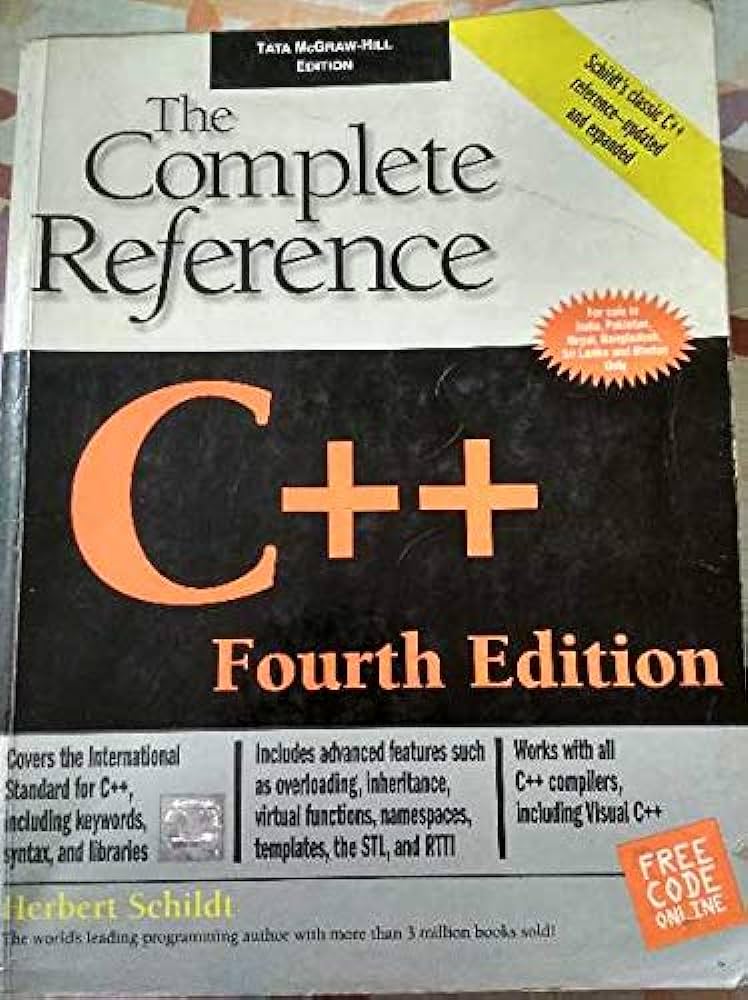 TATA MCGRAW-HILL
EDITION
Schildt's classic C++
reference–updated
and expanded
The
Complete
Reference
For sale in
India, Pakistan,
Nepal, Bangladesh,
Sri Lanka and Bhutan
Only
C++
Fourth Edition
Covers the International
Standard for C++,
including keywords,
syntax, and libraries
Includes advanced features such
as overloading, inheritance,
virtual functions, namespaces,
templates, the STL, and RTTI
Works with all
C++ compilers,
including Visual C++
FREE
CODE
ONLINE
Herbert Schildt
The world's leading programming author with more than 3 million books sold!